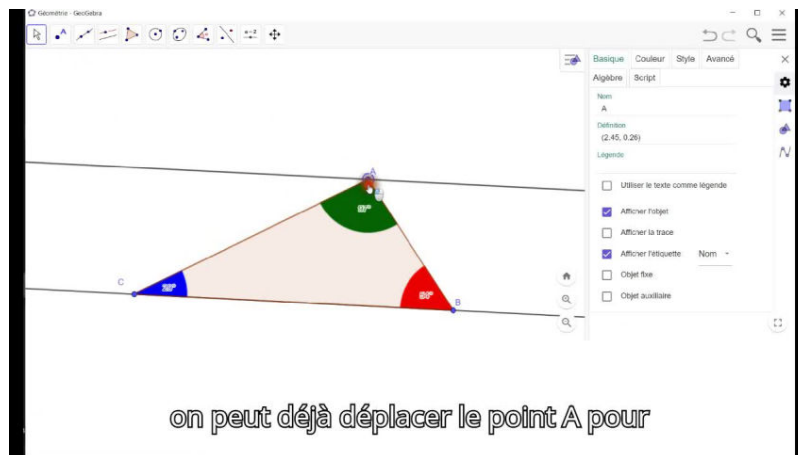 Géométrie - GeoGebra
Basique Couleur Style Avancé
Algèbre Script
Nom
A
Définition
(2.45, 0.26)
Légende
Utiliser le texte comme légende
Afficher l'objet
Afficher la trace
Afficher l'étiquette Nom
Objet fixe
Objet auxiliaire
A
C
B
51°
on peut déjà déplacer le point A pour